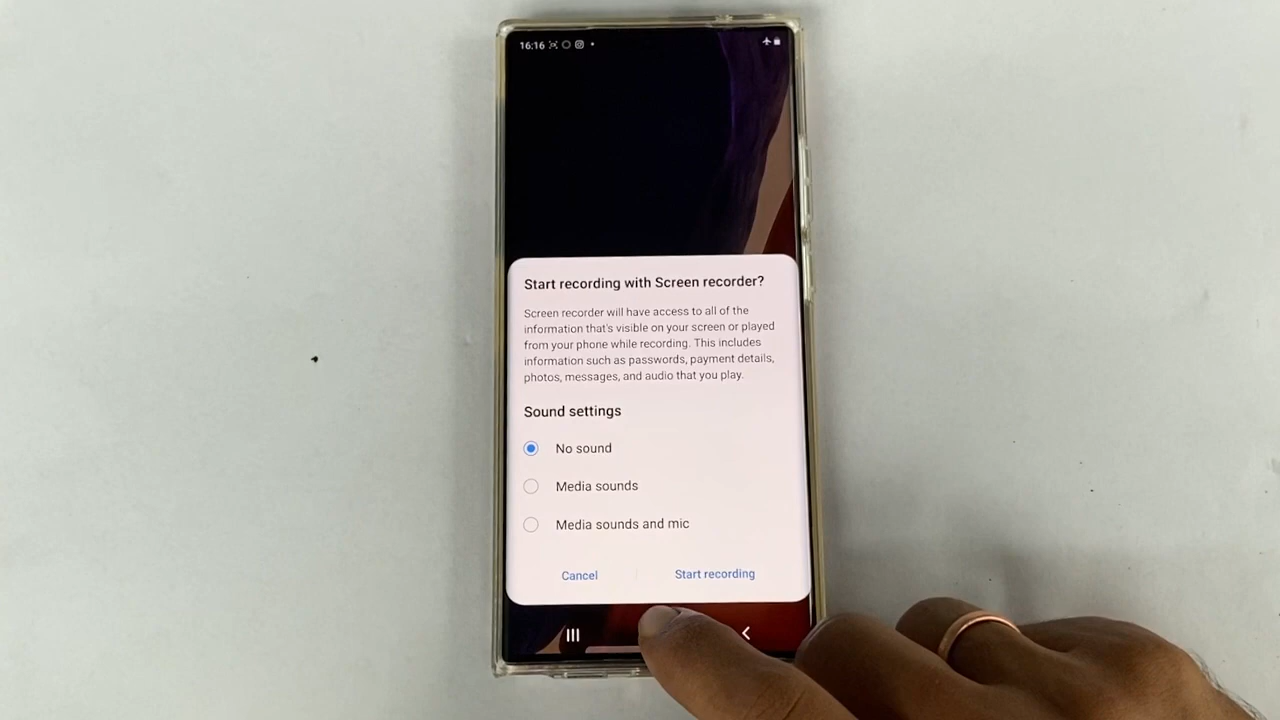 16:16
Start recording with Screen recorder?
Screen recorder will have access to all of the
information that's visible on your screen or played
from your phone while recording. This includes
information such as passwords, payment details,
photos, messages, and audio that you play.
Sound settings
No sound
Media sounds
Media sounds and mic
Cancel
Start recording